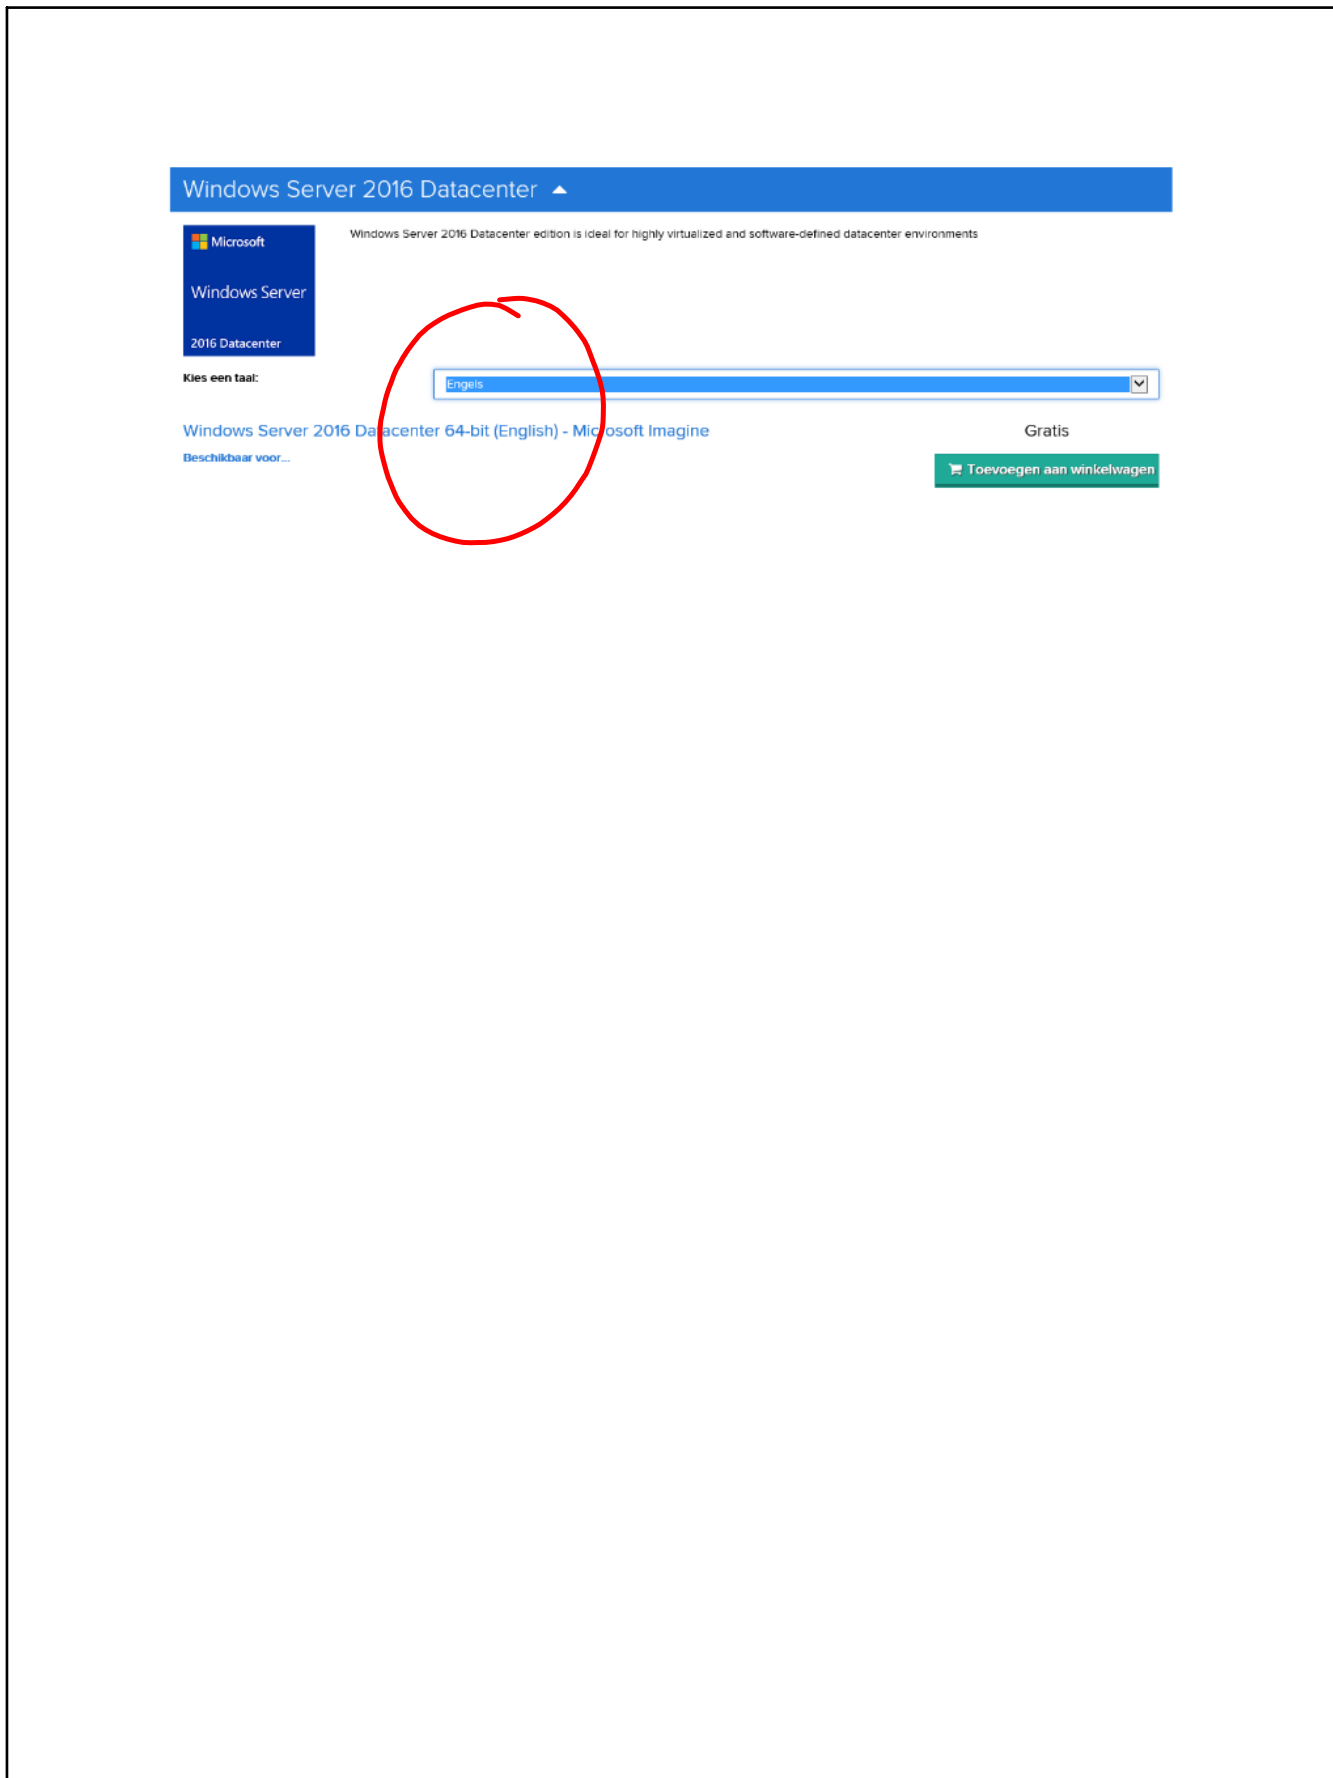 Windows Server 2016 Datacenter
Microsoft
Windows Server
2016 Datacenter
Windows Server 2016 Datacenter edition is ideal for highly virtualized and software-defined datacenter environments
Kies een taal:
Engels
Windows Server 2016 Datacenter 64-bit (English) - Microsoft Imagine
Gratis
Beschikbaar voor...
Toevoegen aan winkelwagen